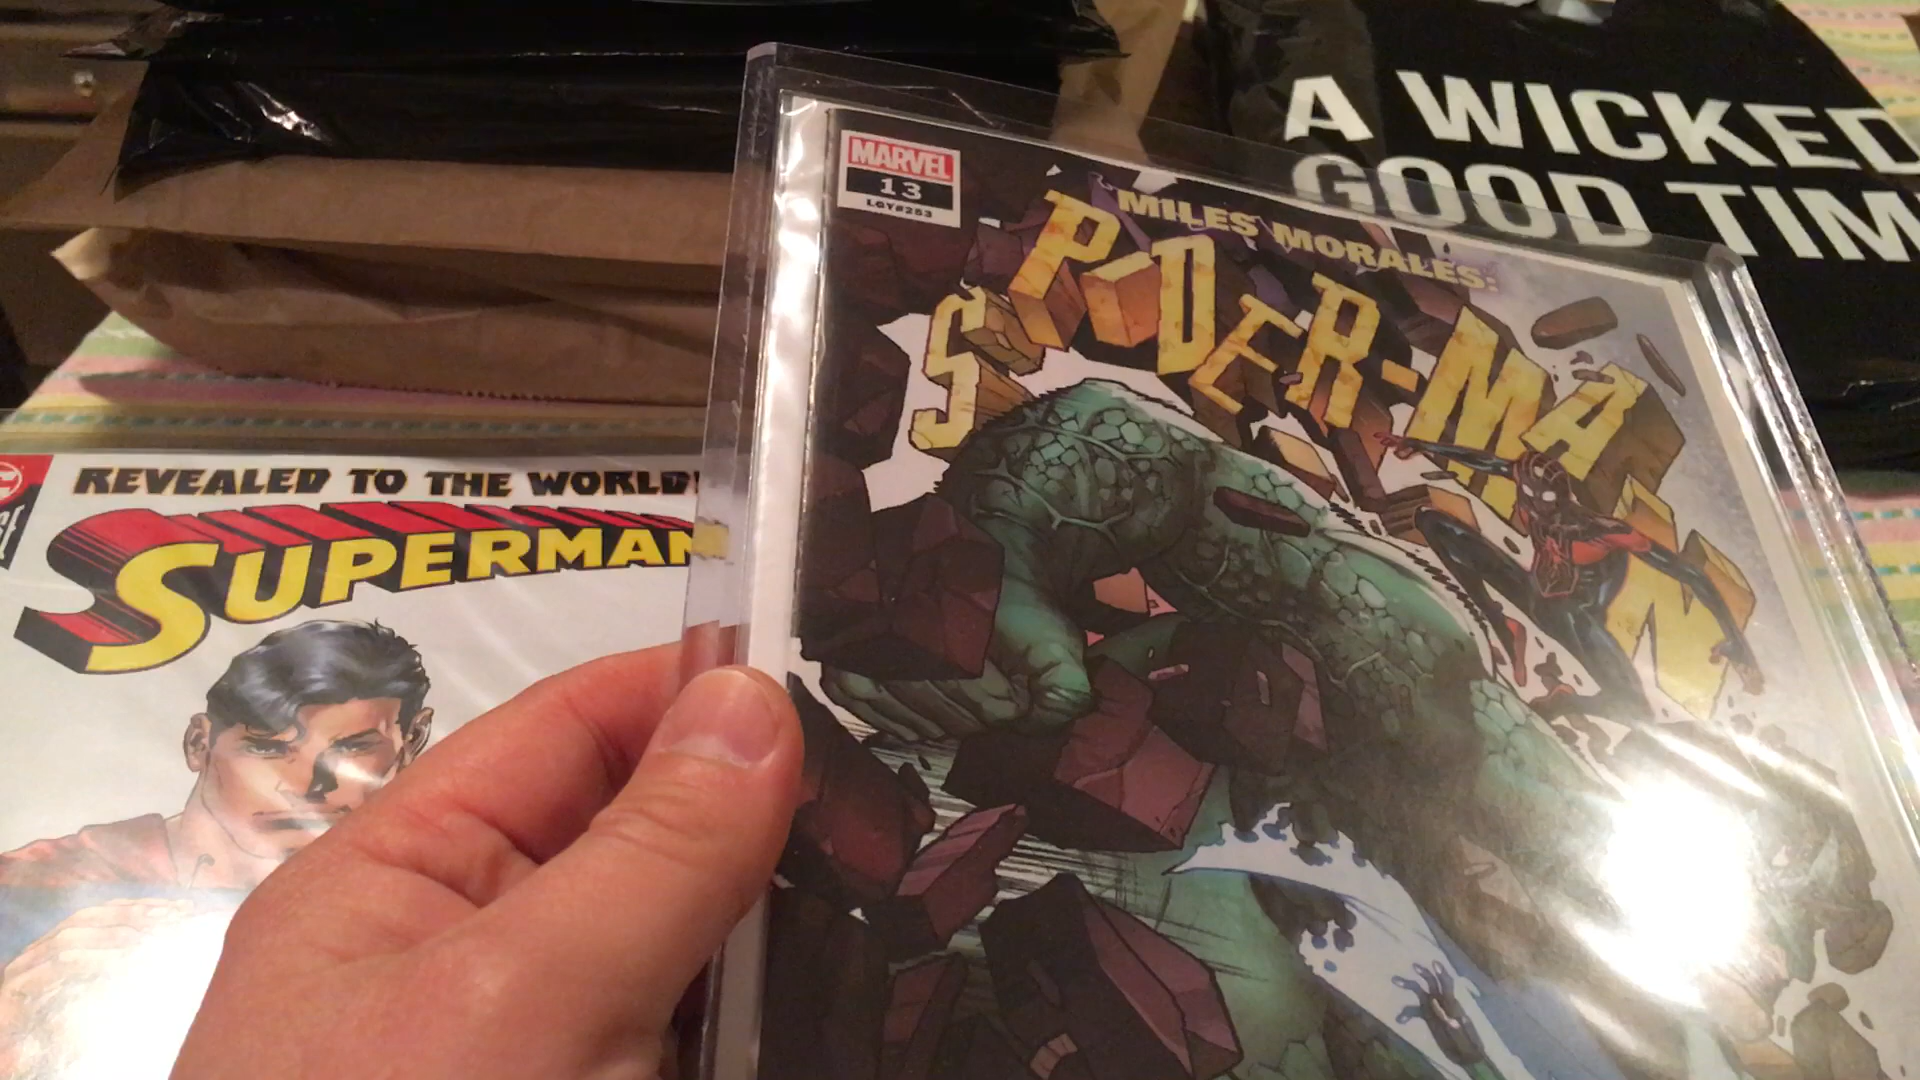 MARVEL
13
LGY#253
MILES MORALES:
SPIDER-MAN
REVEALED TO THE WORLD!
SUPERMAN
A WICKED
GOOD TIM